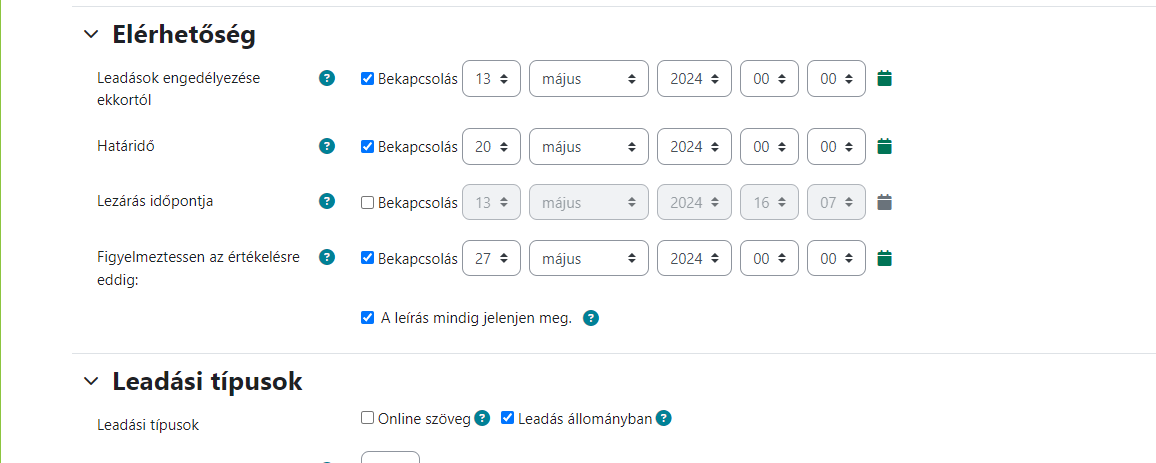 Elérhetőség
Leadások engedélyezése ekkortól ? Bekapcsolás 13 május 2024 00 00
Határidő ? Bekapcsolás 20 május 2024 00 00
Lezárás időpontja ? Bekapcsolás 13 május 2024 16 07
Figyelmeztessen az értékelésre eddig: ? Bekapcsolás 27 május 2024 00 00
A leírás mindig jelenjen meg. ?
Leadási típusok
Leadási típusok Online szöveg ? Leadás állományban ?